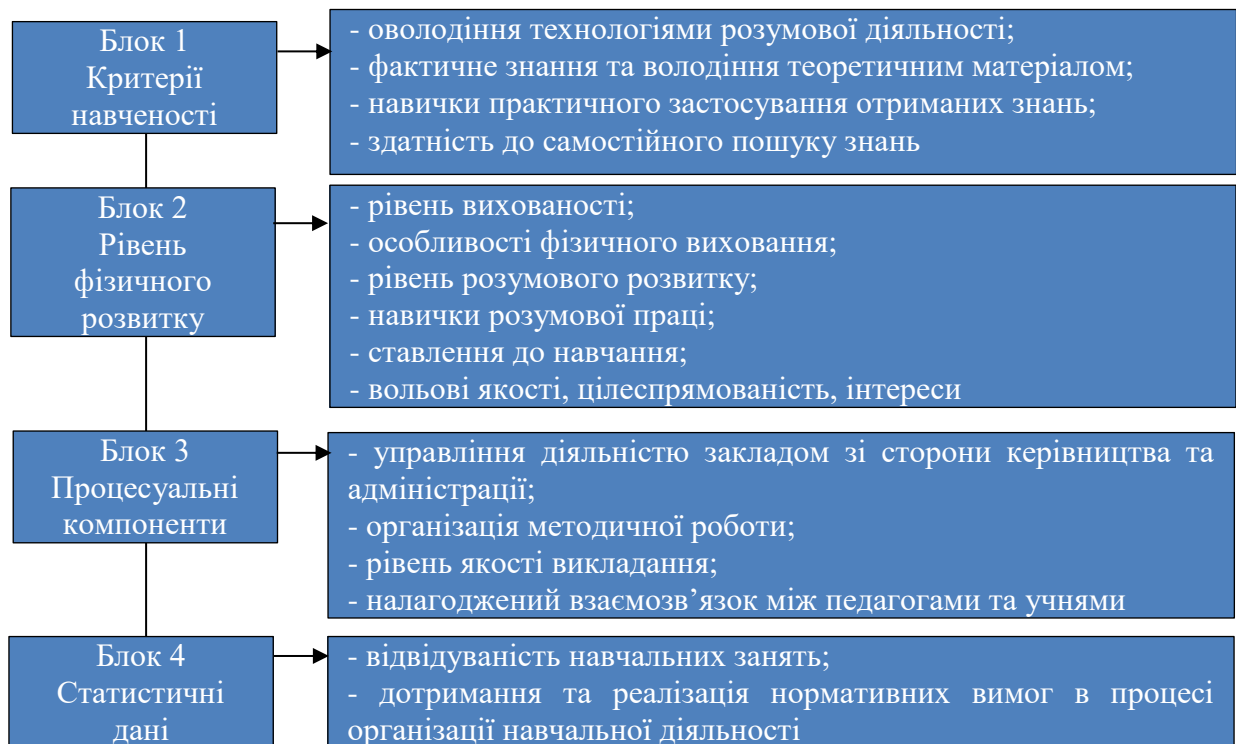 Блок 1
Критерії
навченості
- оволодіння технологіями розумової діяльності;
- фактичне знання та володіння теоретичним матеріалом;
- навички практичного застосування отриманих знань;
- здатність до самостійного пошуку знань
Блок 2
Рівень
фізичного
розвитку
- рівень вихованості;
- особливості фізичного виховання;
- рівень розумового розвитку;
- навички розумової праці;
- ставлення до навчання;
- вольові якості, цілеспрямованість, інтереси
Блок 3
Процесуальні
компоненти
- управління діяльністю закладом зі сторони керівництва та
адміністрації;
- організація методичної роботи;
- рівень якості викладання;
- налагоджений взаємозв’язок між педагогами та учнями
Блок 4
Статистичні
дані
- відвідуваність навчальних занять;
- дотримання та реалізація нормативних вимог в процесі
організації навчальної діяльності